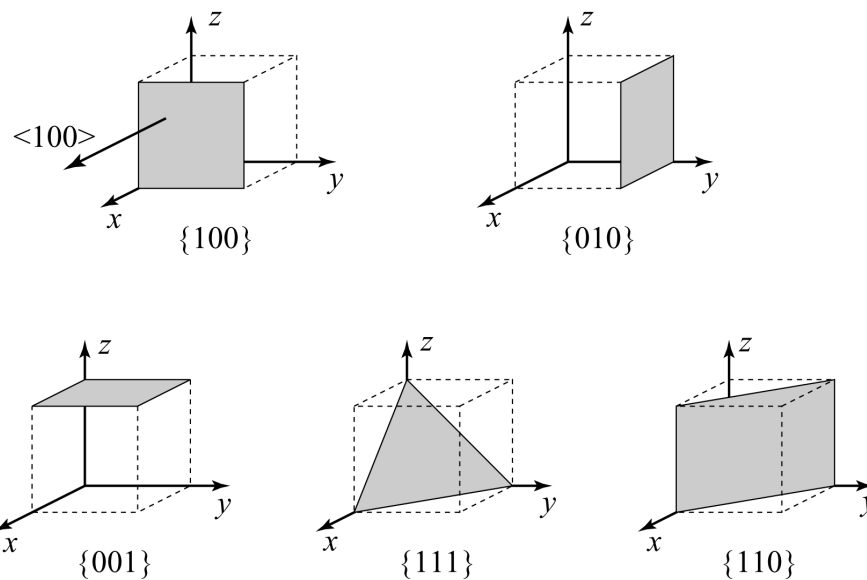 z
<100>
y
x
{100}
z
y
x
{010}
z
y
x
{001}
z
y
x
{111}
z
y
x
{110}